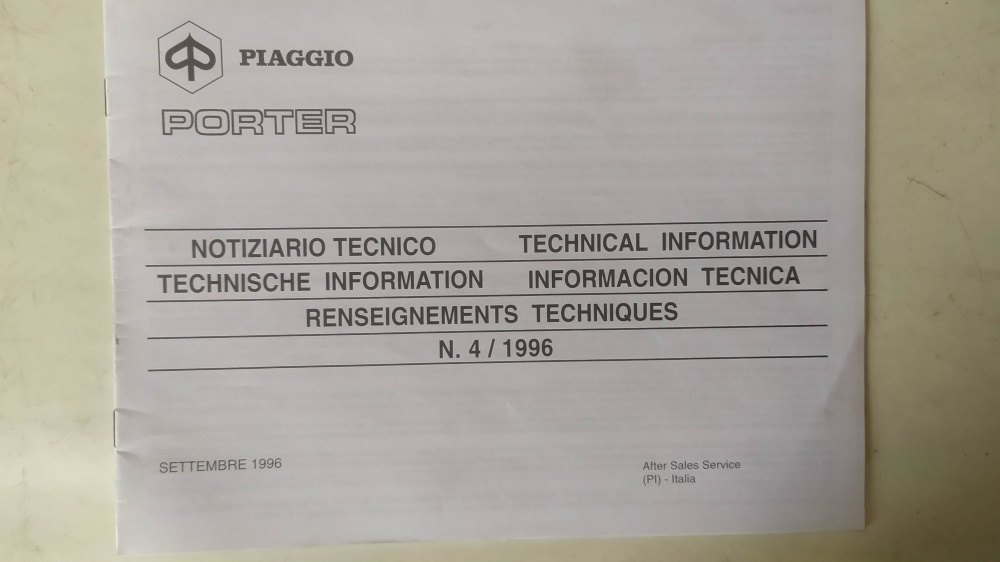 PIAGGIO
PORTER
NOTIZIARIO TECNICO TECHNICAL INFORMATION
TECHNISCHE INFORMATION INFORMACION TECNICA
RENSEIGNEMENTS TECHNIQUES
N. 4 / 1996
SETTEMBRE 1996
After Sales Service
(PI) - Italia